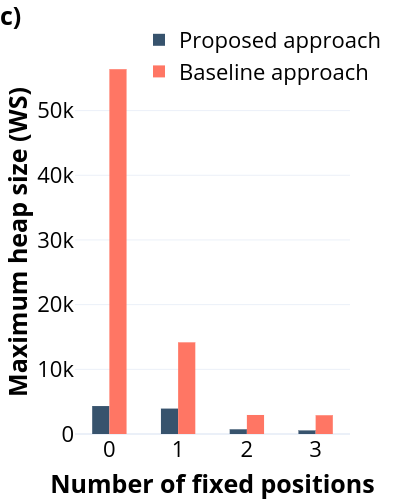 c)
Proposed approach
Baseline approach
Maximum heap size (WS)
50k
40k
30k
20k
10k
0
0 1 2 3
Number of fixed positions